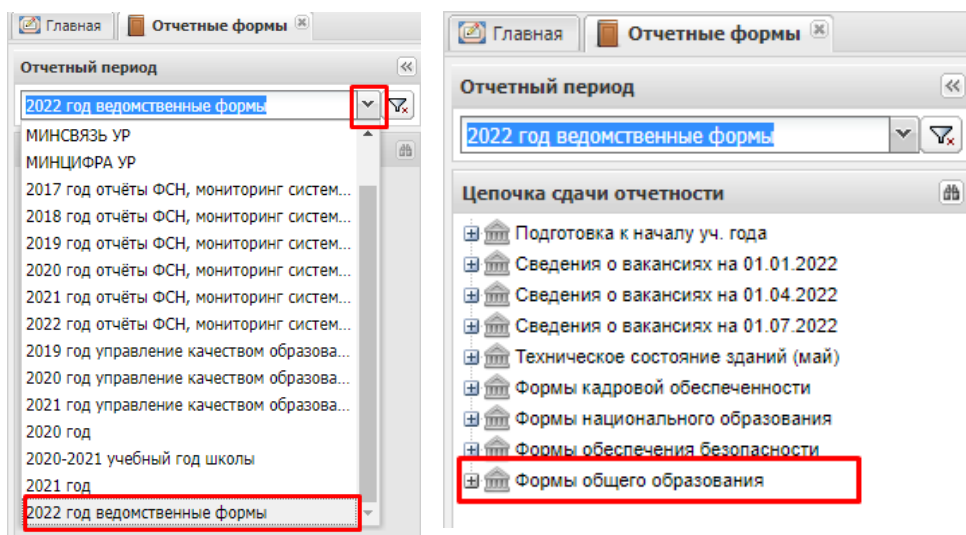 Главная
Отчетные формы
Отчетный период
2022 год ведомственные формы
МИНСВЯЗЬ УР
МИНЦИФРА УР
2017 год отчёты ФСН, мониторинг систем...
2018 год отчёты ФСН, мониторинг систем...
2019 год отчёты ФСН, мониторинг систем...
2020 год отчёты ФСН, мониторинг систем...
2021 год отчёты ФСН, мониторинг систем...
2022 год отчёты ФСН, мониторинг систем...
2019 год управление качеством образова...
2020 год управление качеством образова...
2021 год управление качеством образова...
2020 год
2020-2021 учебный год школы
2021 год
2022 год ведомственные формы
Главная
Отчетные формы
Отчетный период
2022 год ведомственные формы
Цепочка сдачи отчетности
Подготовка к началу уч. года
Сведения о вакансиях на 01.01.2022
Сведения о вакансиях на 01.04.2022
Сведения о вакансиях на 01.07.2022
Техническое состояние зданий (май)
Формы кадровой обеспеченности
Формы национального образования
Формы обеспечения безопасности
Формы общего образования